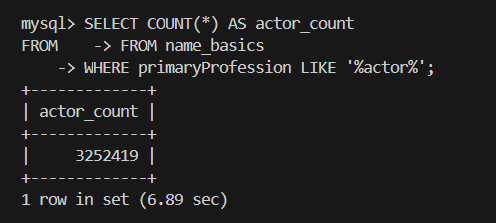 mysql> SELECT COUNT(*) AS actor_count
FROM    -> FROM name_basics
    -> WHERE primaryProfession LIKE '%actor%';
+-------------+
| actor_count |
+-------------+
|     3252419 |
+-------------+
1 row in set (6.89 sec)